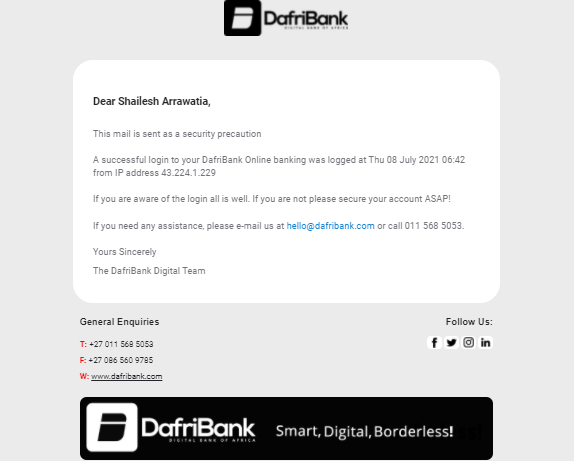 DafriBank
DIGITAL BANK OF AFRICA
Dear Shailesh Arrawatia,
This mail is sent as a security precaution
A successful login to your DafriBank Online banking was logged at Thu 08 July 2021 06:42
from IP address 43.224.1.229
If you are aware of the login all is well. If you are not please secure your account ASAP!
If you need any assistance, please e-mail us at hello@dafribank.com or call 011 568 5053.
Yours Sincerely
The DafriBank Digital Team
General Enquiries
Follow Us:
T: +27 011 568 5053
F: +27 086 560 9785
W: www.dafribank.com
DafriBank
DIGITAL BANK OF AFRICA
Smart, Digital, Borderless!